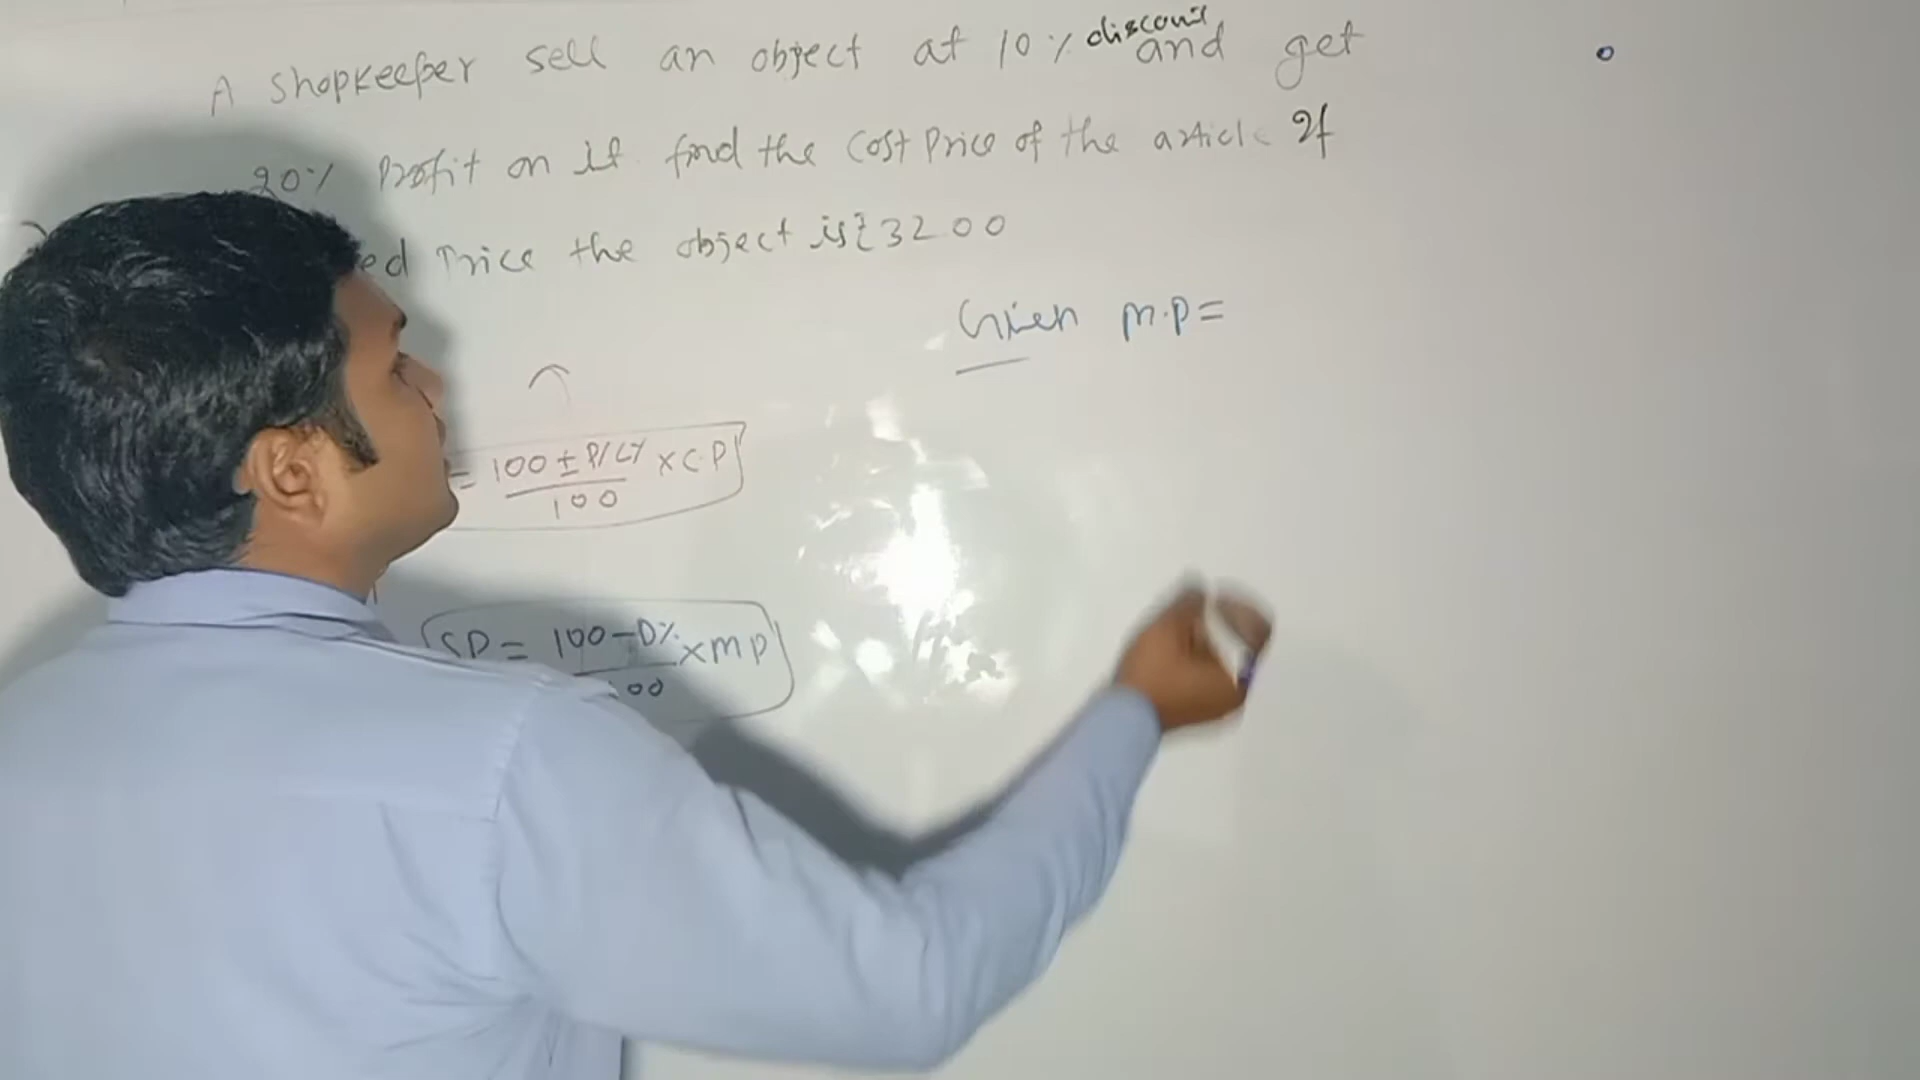 A Shopkeeper sell an object at 10% discount and get
20% Profit on it find the Cost Price of the article If
ed Price the object is ₹3200
Given M.P=
= 100 ± P/L% × C.P
100
SP = 100-D% × MP
100